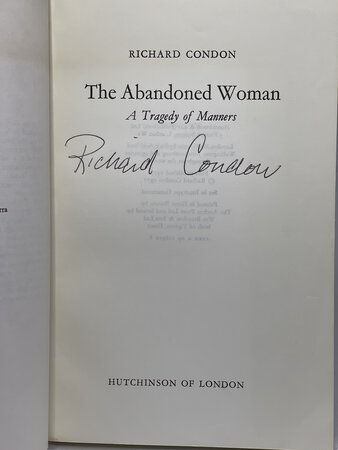 RICHARD CONDON
The Abandoned Woman
A Tragedy of Manners
Richard Condon
HUTCHINSON OF LONDON